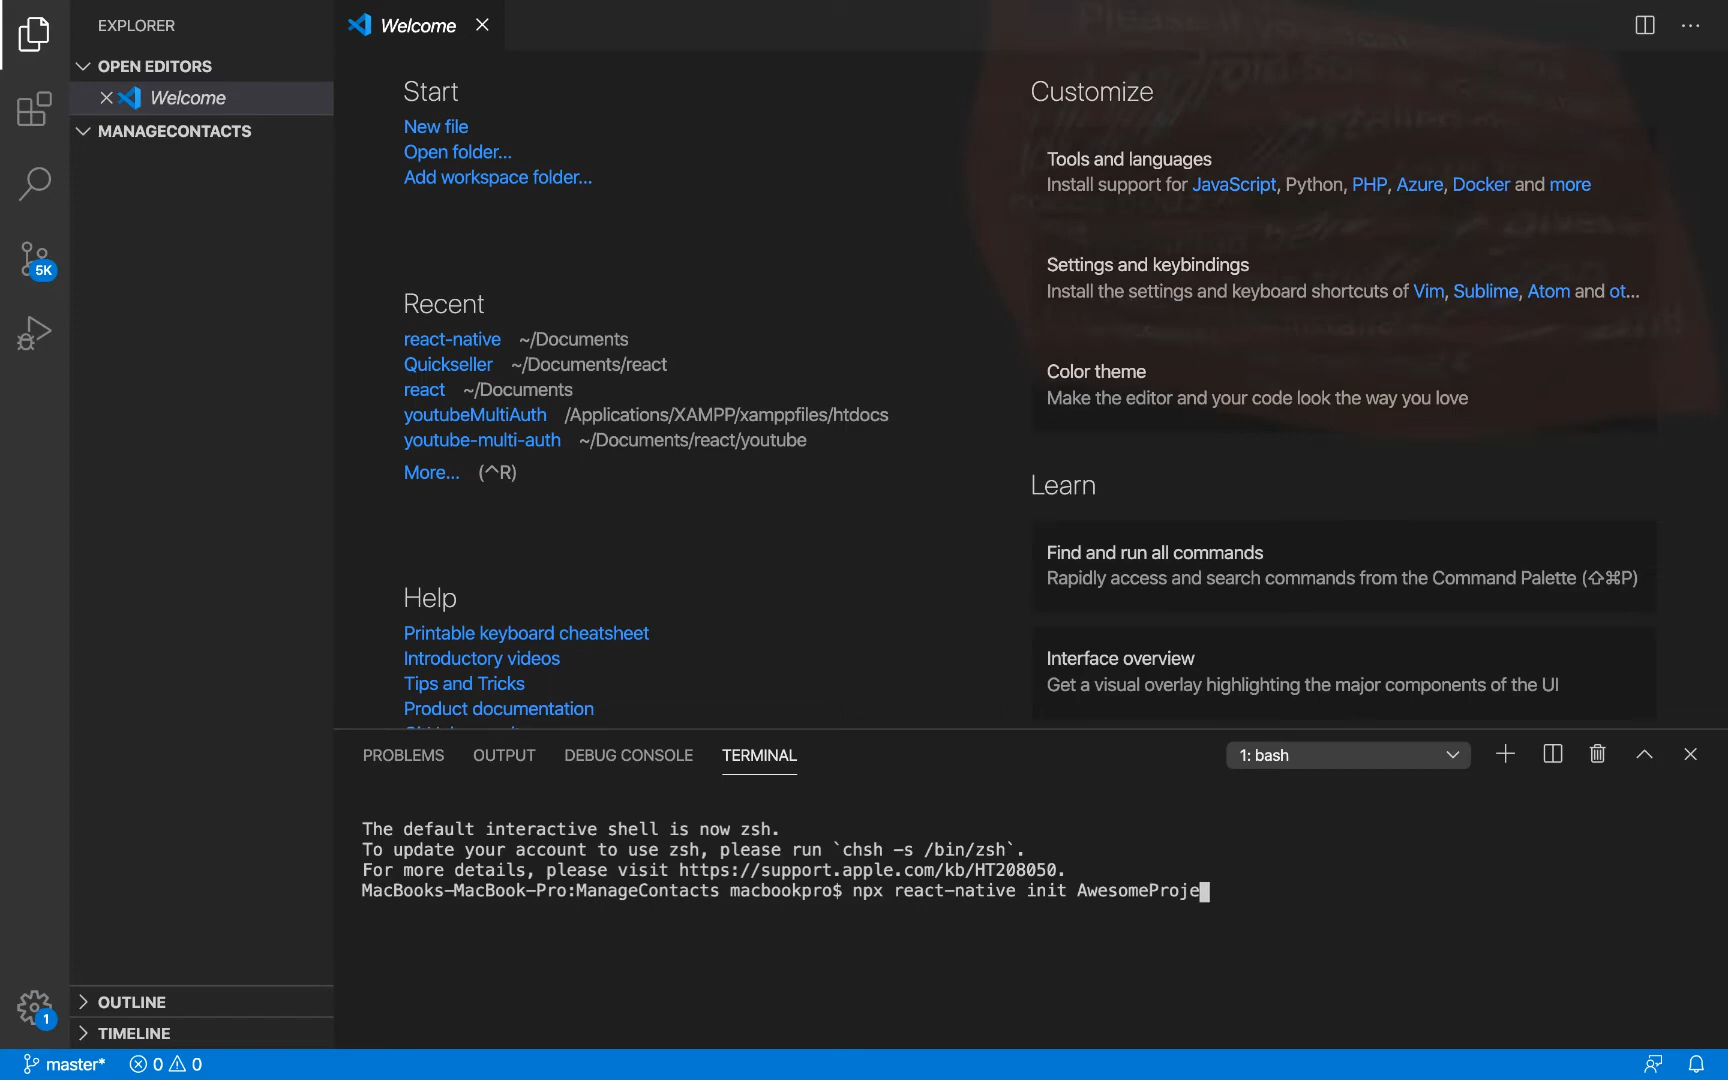 EXPLORER
OPEN EDITORS
Welcome
MANAGECONTACTS
5K
1
OUTLINE
TIMELINE
Welcome
Start
New file
Open folder...
Add workspace folder...
Recent
react-native ~/Documents
Quickseller ~/Documents/react
react ~/Documents
youtubeMultiAuth /Applications/XAMPP/xamppfiles/htdocs
youtube-multi-auth ~/Documents/react/youtube
More... (^R)
Help
Printable keyboard cheatsheet
Introductory videos
Tips and Tricks
Product documentation
Customize
Tools and languages
Install support for JavaScript, Python, PHP, Azure, Docker and more
Settings and keybindings
Install the settings and keyboard shortcuts of Vim, Sublime, Atom and ot...
Color theme
Make the editor and your code look the way you love
Learn
Find and run all commands
Rapidly access and search commands from the Command Palette (⇧⌘P)
Interface overview
Get a visual overlay highlighting the major components of the UI
PROBLEMS OUTPUT DEBUG CONSOLE TERMINAL 1: bash
The default interactive shell is now zsh.
To update your account to use zsh, please run `chsh -s /bin/zsh`.
For more details, please visit https://support.apple.com/kb/HT208050.
MacBooks-MacBook-Pro:ManageContacts macbookpro$ npx react-native init AwesomeProje
master* 0 0